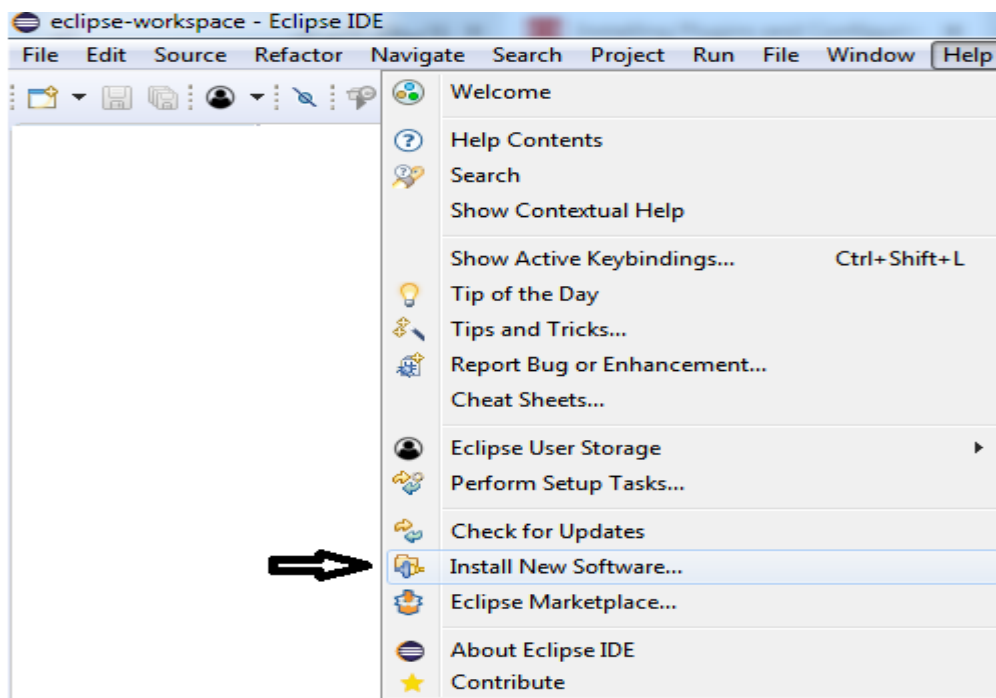 eclipse-workspace - Eclipse IDE
File Edit Source Refactor Navigate Search Project Run File Window Help
Welcome
Help Contents
Search
Show Contextual Help
Show Active Keybindings... Ctrl+Shift+L
Tip of the Day
Tips and Tricks...
Report Bug or Enhancement...
Cheat Sheets...
Eclipse User Storage
Perform Setup Tasks...
Check for Updates
Install New Software...
Eclipse Marketplace...
About Eclipse IDE
Contribute